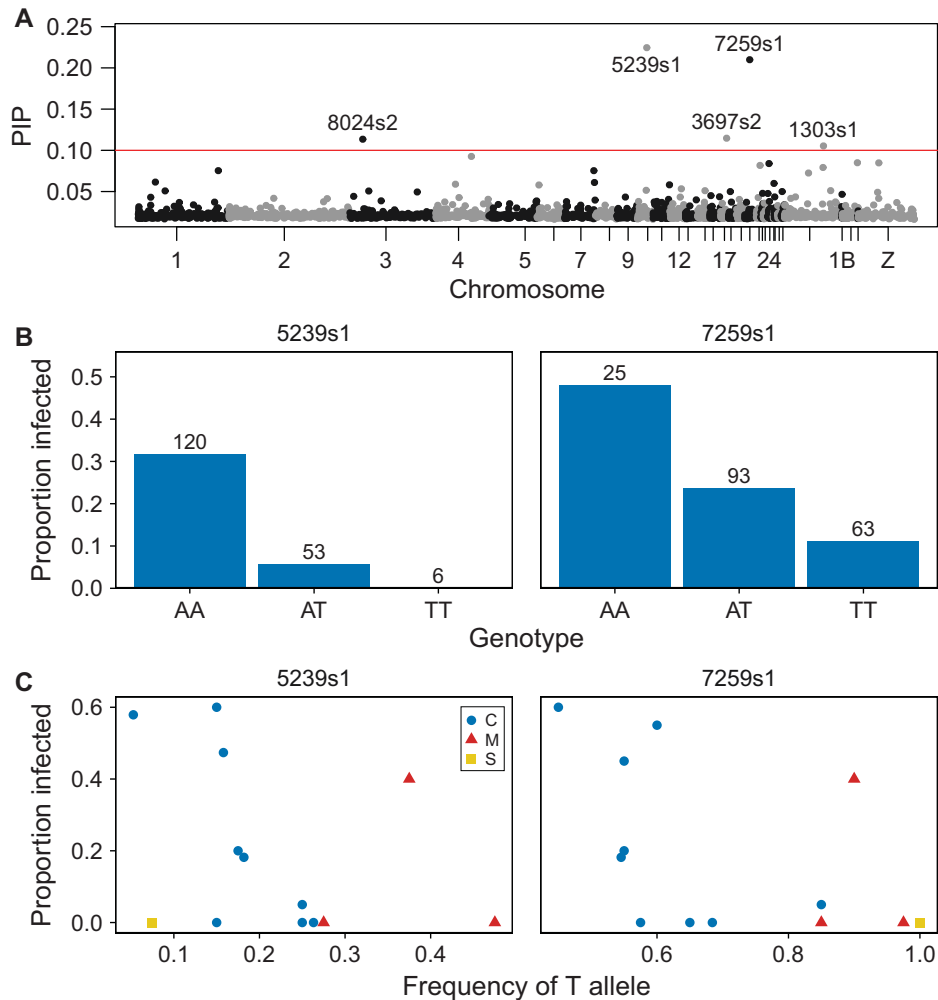 A
PIP
0.25
0.20
0.15
0.10
0.05
8024s2
5239s1
7259s1
3697s2
1303s1
1 2 3 4 5 7 9 12 17 24 1B Z
Chromosome
B
5239s1
7259s1
Proportion infected
0.5
0.4
0.3
0.2
0.1
0.0
120
53
6
25
93
63
AA AT TT
AA AT TT
Genotype
C
5239s1
7259s1
Proportion infected
0.6
0.4
0.2
0.0
C
M
S
0.1 0.2 0.3 0.4
0.6 0.8 1.0
Frequency of T allele